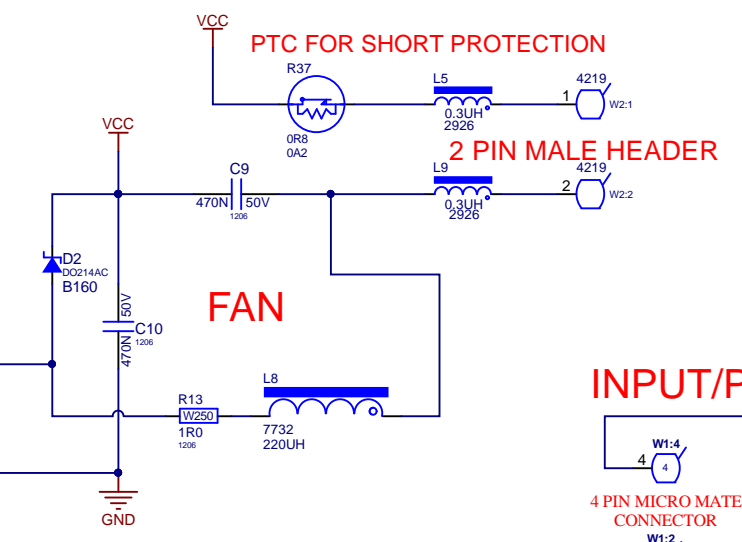 VCC
PTC FOR SHORT PROTECTION
R37
0R8
0A2
L5
0.3UH
2926
4219
1
W2:1
VCC
2 PIN MALE HEADER
C9
470N
50V
1206
L9
0.3UH
2926
4219
2
W2:2
D2
DO214AC
B160
50V
C10
1206
470N
FAN
R13
W250
1R0
1206
L8
7732
220UH
GND
INPUT/P
W1:4
4
4
4 PIN MICRO MATE
CONNECTOR
W1:2